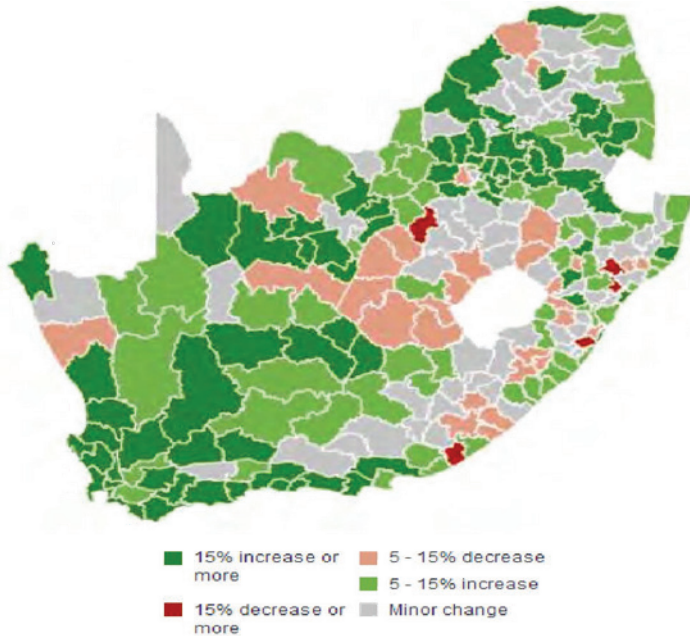 15% increase or
more
15% decrease or
more
5 - 15% decrease
5 - 15% increase
Minor change